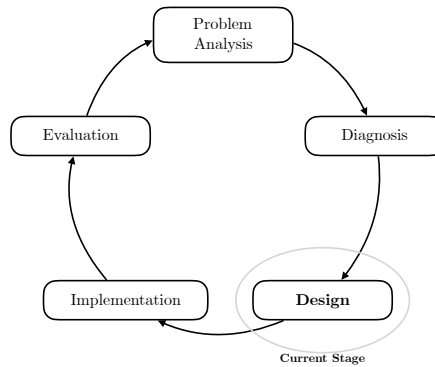 Problem
Analysis
Evaluation
Diagnosis
Implementation
Design
Current Stage